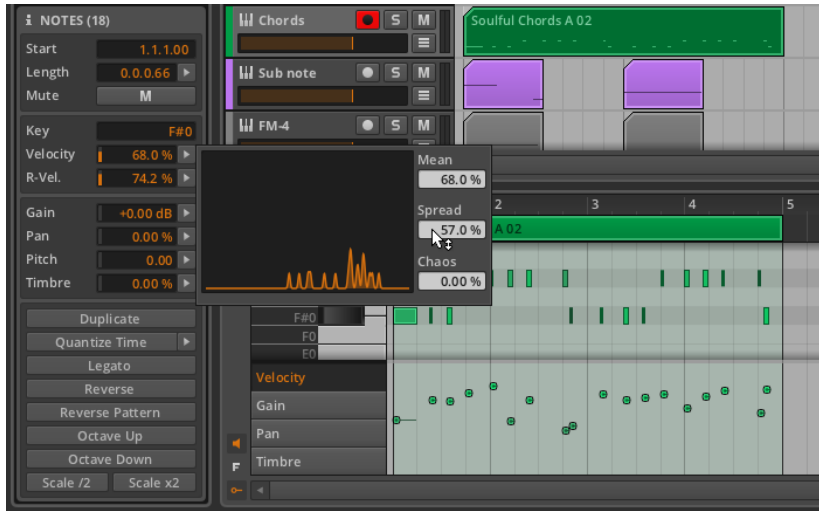 i NOTES (18)
Start 1.1.1.00
Length 0.0.0.66
Mute M
Key F#0
Velocity 68.0 %
R-Vel. 74.2 %
Gain +0.00 dB
Pan 0.00 %
Pitch 0.00
Timbre 0.00 %
Duplicate
Quantize Time
Legato
Reverse
Reverse Pattern
Octave Up
Octave Down
Scale /2 Scale x2
Chords S M
Sub note S M
FM-4 S M
Soulful Chords A 02
Mean
68.0 %
Spread
57.0 %
Chaos
0.00 %
2 3 4 5
A 02
F#0
F0
E0
Velocity
Gain
Pan
Timbre
F